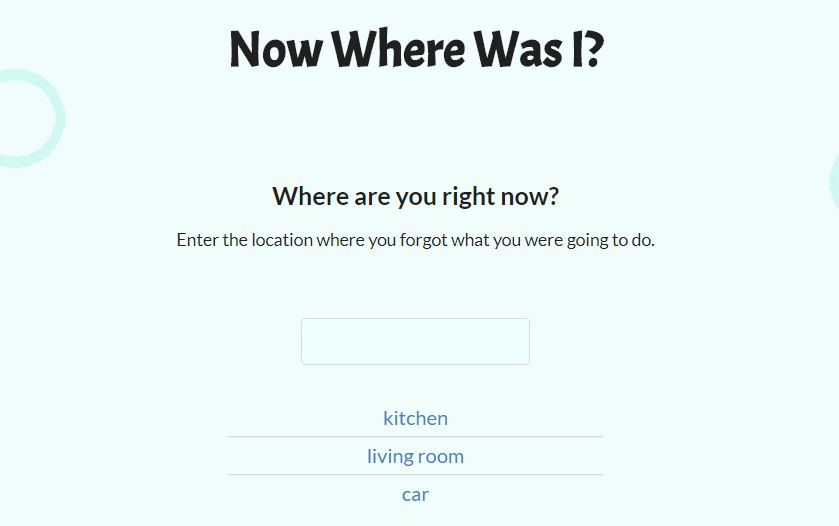 Now Where Was I?
Where are you right now?
Enter the location where you forgot what you were going to do.
kitchen
living room
car